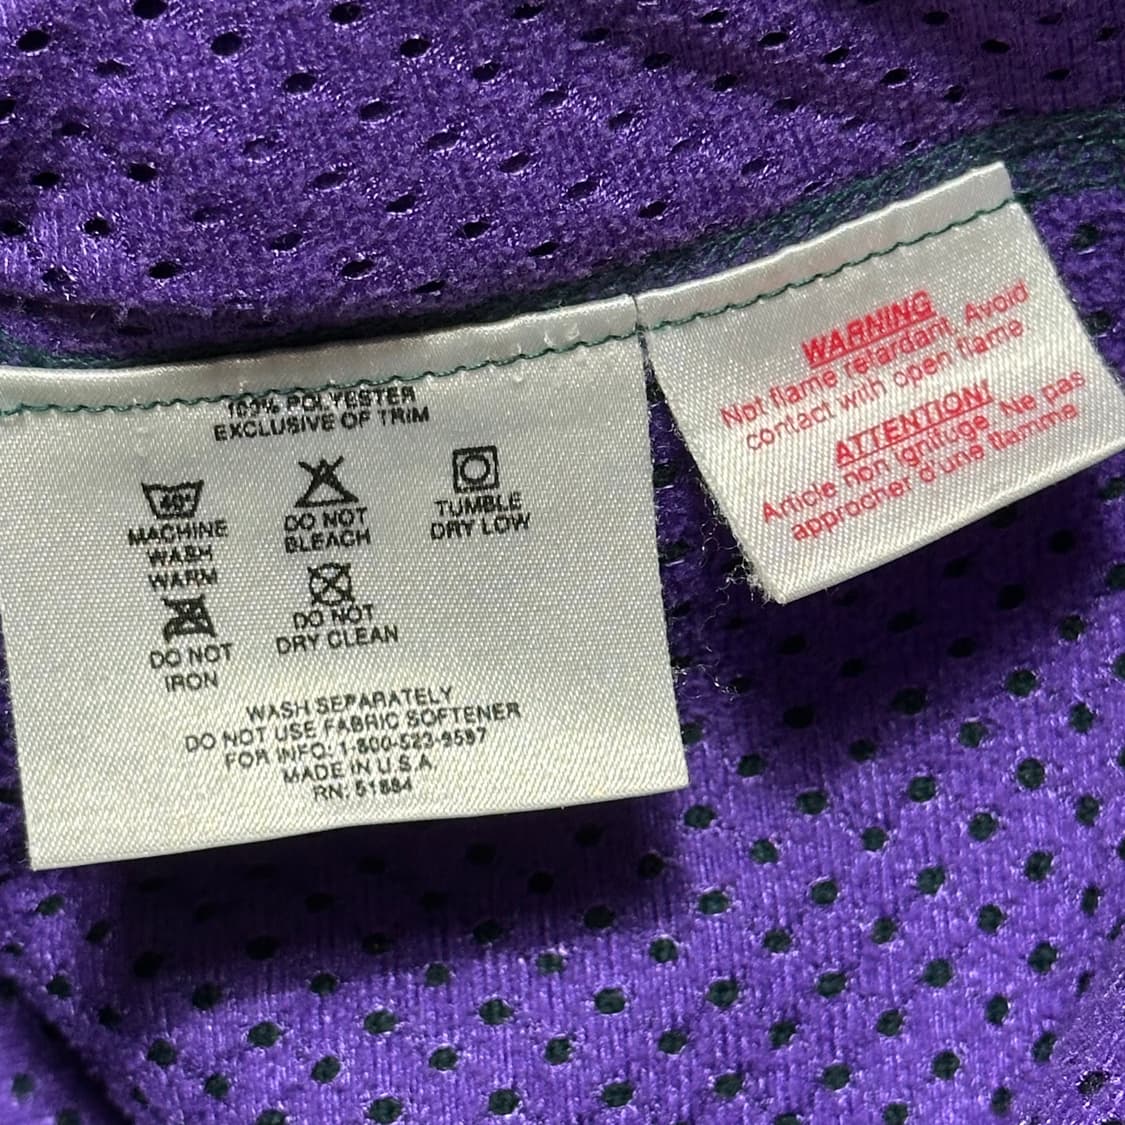 100% POLYESTER
EXCLUSIVE OF TRIM
40°
MACHINE
WASH
WARM
DO NOT
BLEACH
TUMBLE
DRY LOW
DO NOT
IRON
DO NOT
DRY CLEAN
WASH SEPARATELY
DO NOT USE FABRIC SOFTENER
FOR INFO: 1-800-523-9597
MADE IN U.S.A.
RN: 51884
WARNING
Not flame retardant. Avoid
contact with open flame
ATTENTION!
Article non ignifuge. Ne pas
approcher d'une flamme